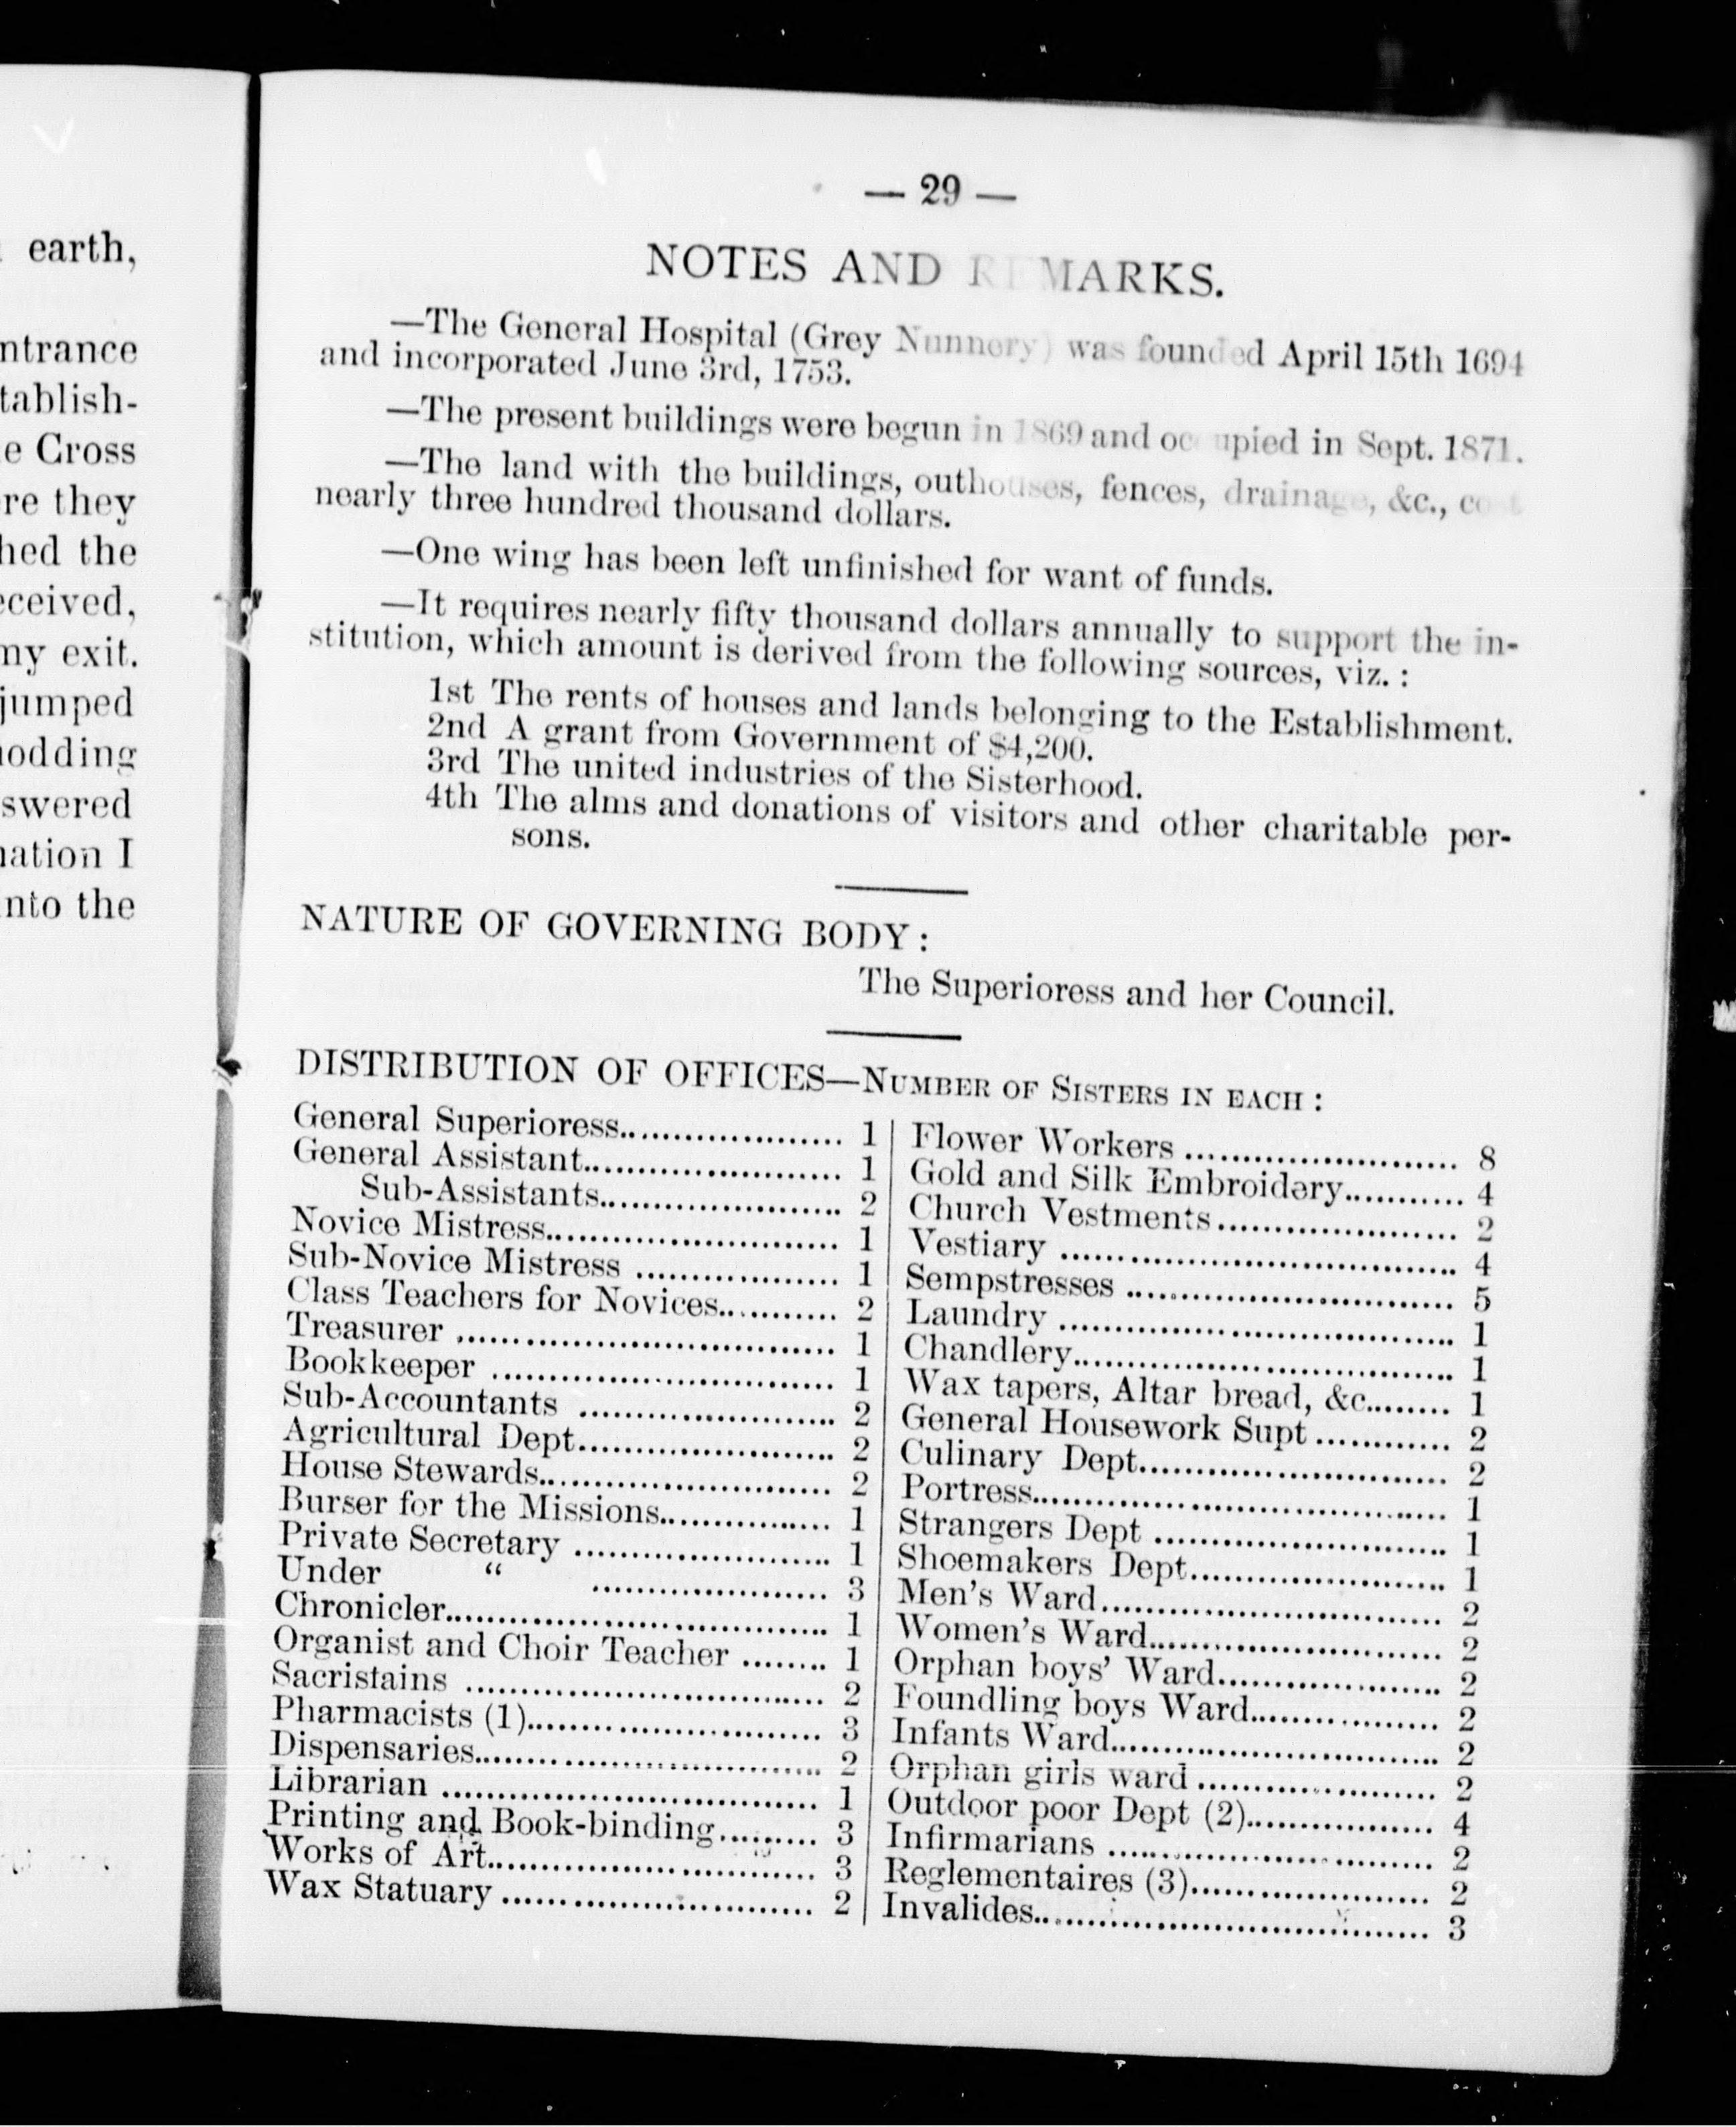 earth,
ntrance
tablish-
e Cross
re they
hed the
eceived,
my exit.
jumped
nodding
swered
nation I
into the
— 29 —
NOTES AND REMARKS.
—The General Hospital (Grey Nunnery) was founded April 15th 1694
and incorporated June 3rd, 1753.
—The present buildings were begun in 1869 and occupied in Sept. 1871.
—The land with the buildings, outhouses, fences, drainage, &c., cost
nearly three hundred thousand dollars.
—One wing has been left unfinished for want of funds.
—It requires nearly fifty thousand dollars annually to support the in-
stitution, which amount is derived from the following sources, viz. :
1st The rents of houses and lands belonging to the Establishment.
2nd A grant from Government of $4,200.
3rd The united industries of the Sisterhood.
4th The alms and donations of visitors and other charitable per-
sons.
NATURE OF GOVERNING BODY :
The Superioress and her Council.
DISTRIBUTION OF OFFICES—NUMBER OF SISTERS IN EACH :
General Superioress..................... 1
General Assistant........................ 1
Sub-Assistants...................... 2
Novice Mistress........................... 1
Sub-Novice Mistress .................. 1
Class Teachers for Novices........... 2
Treasurer .................................. 1
Bookkeeper ............................... 1
Sub-Accountants ....................... 2
Agricultural Dept....................... 2
House Stewards.......................... 2
Burser for the Missions............... 1
Private Secretary ....................... 1
Under “ ..................... 3
Chronicler.................................. 1
Organist and Choir Teacher ........ 1
Sacristains ................................ 2
Pharmacists (1)............................ 3
Dispensaries............................... 2
Librarian .................................. 1
Printing and Book-binding......... 3
Works of Art.............................. 3
Wax Statuary ............................ 2
Flower Workers ........................ 8
Gold and Silk Embroidery........... 4
Church Vestments..................... 2
Vestiary ................................... 4
Sempstresses ............................. 5
Laundry ................................... 1
Chandlery.................................. 1
Wax tapers, Altar bread, &c........ 1
General Housework Supt ............ 2
Culinary Dept........................... 2
Portress..................................... 1
Strangers Dept .......................... 1
Shoemakers Dept....................... 1
Men's Ward.............................. 2
Women's Ward.......................... 2
Orphan boys' Ward.................... 2
Foundling boys Ward................. 2
Infants Ward............................. 2
Orphan girls ward ..................... 2
Outdoor poor Dept (2)................. 4
Infirmarians ............................. 2
Reglementaires (3)..................... 2
Invalides................................... 3